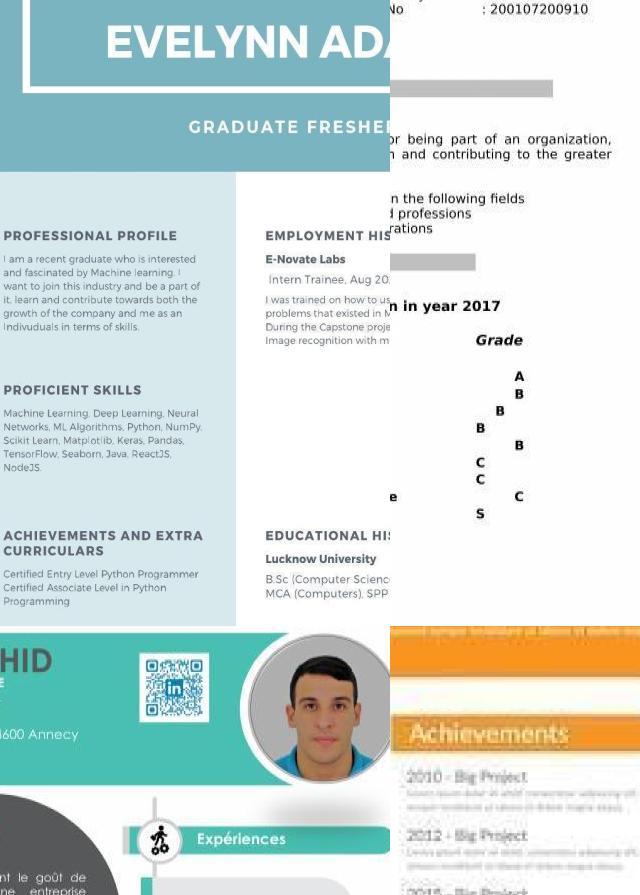 EVELYNN
GRADUATE FRESHER
PROFESSIONAL PROFILE
I am a recent graduate who is interested
and fascinated by Machine learning. I
want to join this industry and be a part of
it, learn and contribute towards both the
growth of the company and me as an
Indivuduals in terms of skills.
PROFICIENT SKILLS
Machine Learning, Deep Learning, Neural
Networks, ML Algorithms, Python, NumPy,
Scikit Learn, Matplotlib, Keras, Pandas,
TensorFlow, Seaborn, Java, ReactJS,
NodeJS.
ACHIEVEMENTS AND EXTRA
CURRICULARS
Certified Entry Level Python Programmer
Certified Associate Level in Python
Programming
EMPLOYMENT HIS
E-Novate Labs
Intern Trainee, Aug 20
I was trained on how to us
problems that existed in M
During the Capstone proje
Image recognition with m
EDUCATIONAL HIS
Lucknow University
B.Sc (Computer Scienc
MCA (Computers), SPP
No : 200107200910
or being part of an organization,
and contributing to the greater
n the following fields
professions
rations
n in year 2017
Grade
A
B
B
B
B
C
C
e C
S
HID
E
4600 Annecy
in
Expériences
nt le goût de
ne entreprise
Achievements
2010 - Big Project
2012 - Big Project
2015 - Big Project